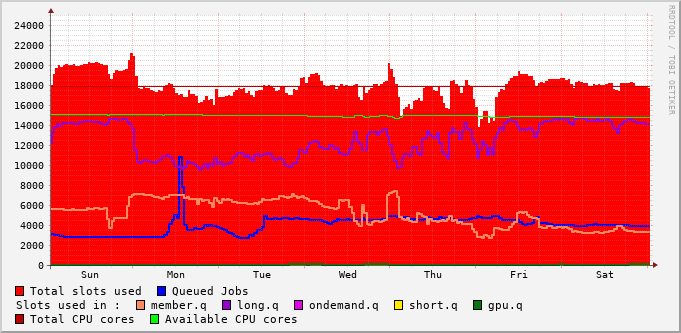 24000
22000
20000
18000
16000
14000
12000
10000
8000
6000
4000
2000
0
Sun Mon Tue Wed Thu Fri Sat
RRDTOOL / TOBI OETIKER
Total slots used Queued Jobs
Slots used in : member.q long.q ondemand.q short.q gpu.q
Total CPU cores Available CPU cores